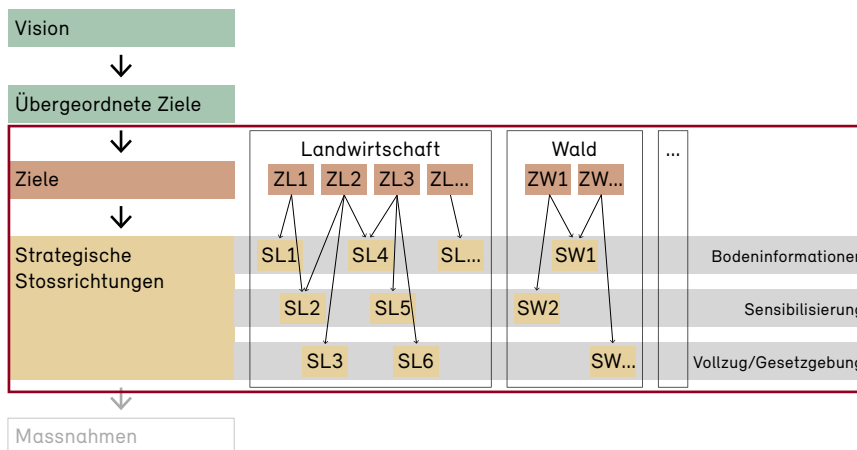 Vision
Übergeordnete Ziele
Landwirtschaft
Wald
...
Ziele
ZL1
ZL2
ZL3
ZL...
ZW1
ZW...
Strategische
Stossrichtungen
SL1
SL4
SL...
SW1
Bodeninformationen
SL2
SL5
SW2
Sensibilisierung
SL3
SL6
SW...
Vollzug/Gesetzgebung
Massnahmen